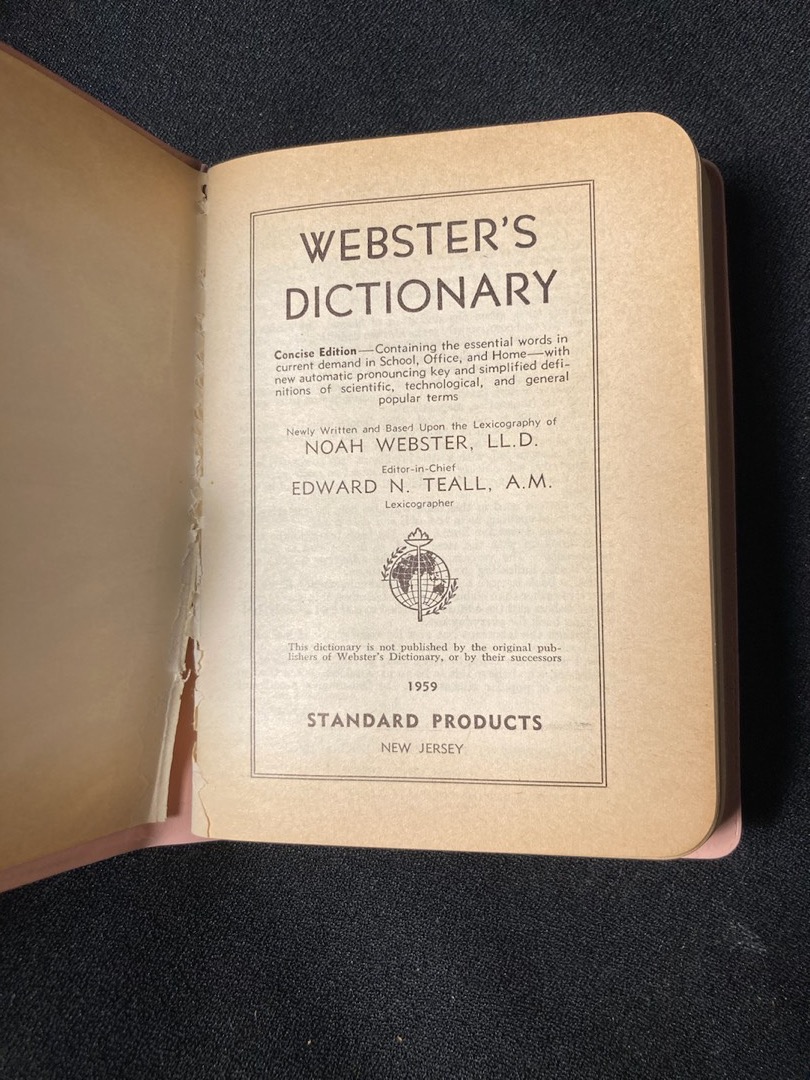 WEBSTER'S
DICTIONARY
Concise Edition—Containing the essential words in
current demand in School, Office, and Home—with
new automatic pronouncing key and simplified defi-
nitions of scientific, technological, and general
popular terms
Newly Written and Based Upon the Lexicography of
NOAH WEBSTER, LL.D.
Editor-in-Chief
EDWARD N. TEALL, A.M.
Lexicographer
This dictionary is not published by the original pub-
lishers of Webster's Dictionary, or by their successors
1959
STANDARD PRODUCTS
NEW JERSEY